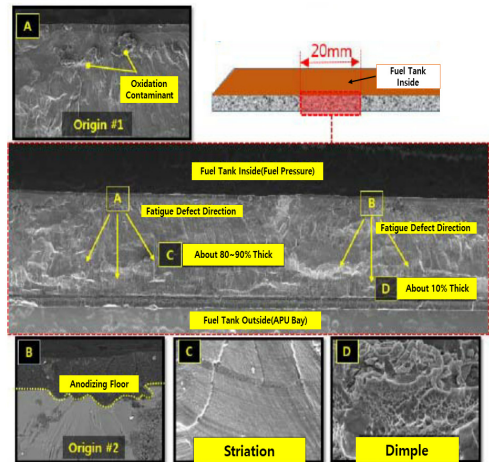 A
Oxidation
Contaminant
Origin #1
20mm
Fuel Tank
Inside
Fuel Tank Inside(Fuel Pressure)
A
Fatigue Defect Direction
C
About 80~90% Thick
B
Fatigue Defect Direction
D
About 10% Thick
Fuel Tank Outside(APU Bay)
B
Anodizing Floor
Origin #2
C
Striation
D
Dimple